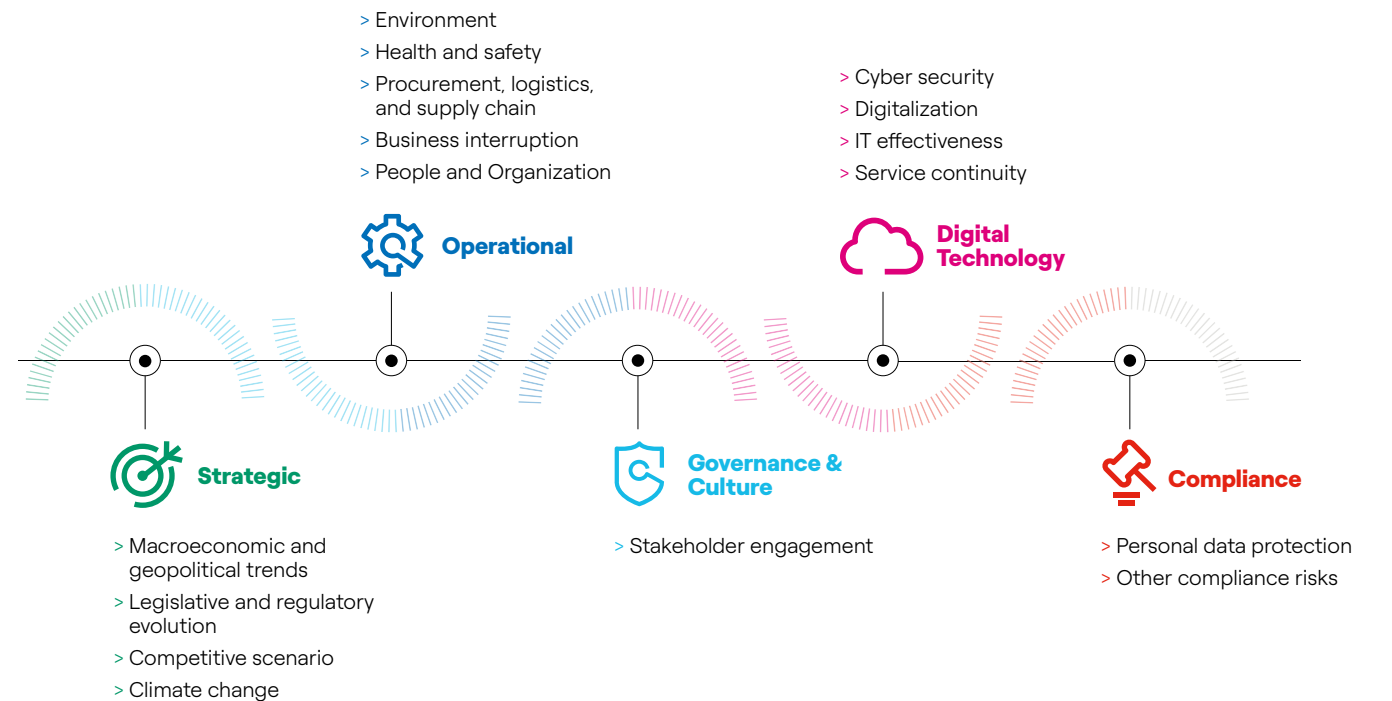 > Environment
> Health and safety
> Procurement, logistics,
and supply chain
> Business interruption
> People and Organization
Operational
> Cyber security
> Digitalization
> IT effectiveness
> Service continuity
Digital
Technology
Strategic
> Macroeconomic and
geopolitical trends
> Legislative and regulatory
evolution
> Competitive scenario
> Climate change
Governance &
Culture
> Stakeholder engagement
Compliance
> Personal data protection
> Other compliance risks